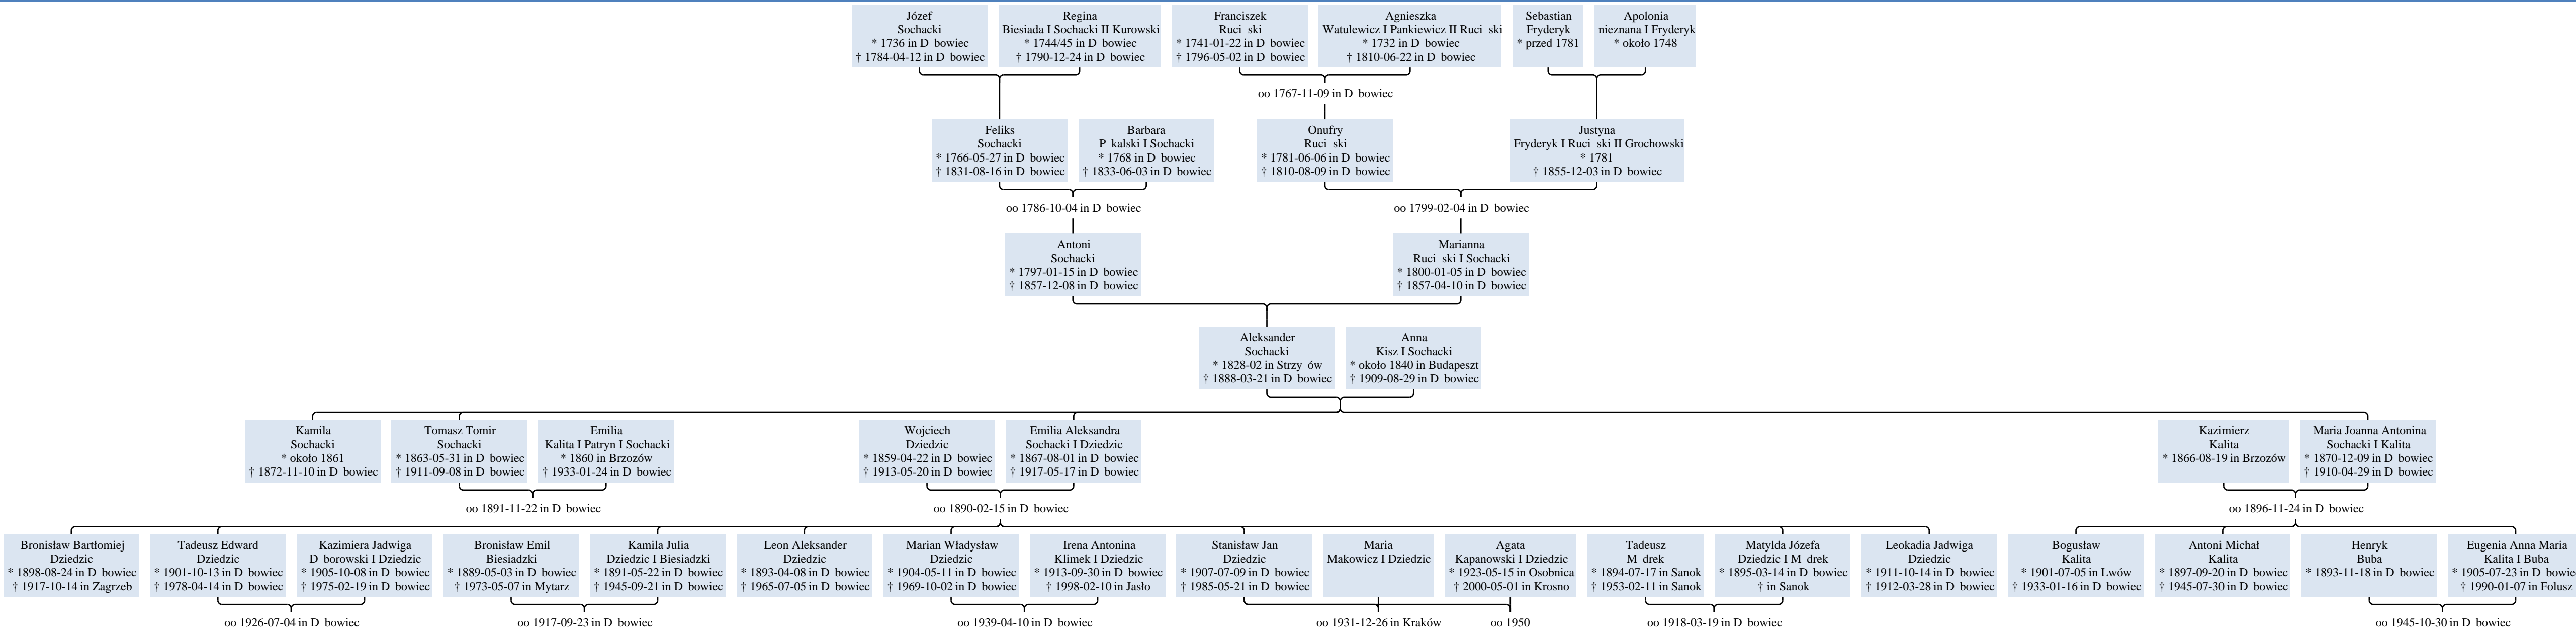 Józef
Sochacki
* 1736 in D bowiec
† 1784-04-12 in D bowiec
Regina
Biesiada I Sochacki II Kurowski
* 1744/45 in D bowiec
† 1790-12-24 in D bowiec
Franciszek
Ruci ski
* 1741-01-22 in D bowiec
† 1796-05-02 in D bowiec
Agnieszka
Watulewicz I Pankiewicz II Ruci ski
* 1732 in D bowiec
† 1810-06-22 in D bowiec
Sebastian
Fryderyk
* przed 1781
Apolonia
nieznana I Fryderyk
* około 1748
oo 1767-11-09 in D bowiec
Feliks
Sochacki
* 1766-05-27 in D bowiec
† 1831-08-16 in D bowiec
Barbara
P kalski I Sochacki
* 1768 in D bowiec
† 1833-06-03 in D bowiec
Onufry
Ruci ski
* 1781-06-06 in D bowiec
† 1810-08-09 in D bowiec
Justyna
Fryderyk I Ruci ski II Grochowski
* 1781
† 1855-12-03 in D bowiec
oo 1786-10-04 in D bowiec
oo 1799-02-04 in D bowiec
Antoni
Sochacki
* 1797-01-15 in D bowiec
† 1857-12-08 in D bowiec
Marianna
Ruci ski I Sochacki
* 1800-01-05 in D bowiec
† 1857-04-10 in D bowiec
Aleksander
Sochacki
* 1828-02 in Strzy ów
† 1888-03-21 in D bowiec
Anna
Kisz I Sochacki
* około 1840 in Budapeszt
† 1909-08-29 in D bowiec
Kamila
Sochacki
* około 1861
† 1872-11-10 in D bowiec
Tomasz Tomir
Sochacki
* 1863-05-31 in D bowiec
† 1911-09-08 in D bowiec
Emilia
Kalita I Patryn I Sochacki
* 1860 in Brzozów
† 1933-01-24 in D bowiec
Wojciech
Dziedzic
* 1859-04-22 in D bowiec
† 1913-05-20 in D bowiec
Emilia Aleksandra
Sochacki I Dziedzic
* 1867-08-01 in D bowiec
† 1917-05-17 in D bowiec
Kazimierz
Kalita
* 1866-08-19 in Brzozów
Maria Joanna Antonina
Sochacki I Kalita
* 1870-12-09 in D bowiec
† 1910-04-29 in D bowiec
oo 1891-11-22 in D bowiec
oo 1890-02-15 in D bowiec
oo 1896-11-24 in D bowiec
Bronisław Bartłomiej
Dziedzic
* 1898-08-24 in D bowiec
† 1917-10-14 in Zagrzeb
Tadeusz Edward
Dziedzic
* 1901-10-13 in D bowiec
† 1978-04-14 in D bowiec
Kazimiera Jadwiga
D borowski I Dziedzic
* 1905-10-08 in D bowiec
† 1975-02-19 in D bowiec
Bronisław Emil
Biesiadzki
* 1889-05-03 in D bowiec
† 1973-05-07 in Mytarz
Kamila Julia
Dziedzic I Biesiadzki
* 1891-05-22 in D bowiec
† 1945-09-21 in D bowiec
Leon Aleksander
Dziedzic
* 1893-04-08 in D bowiec
† 1965-07-05 in D bowiec
Marian Władysław
Dziedzic
* 1904-05-11 in D bowiec
† 1969-10-02 in D bowiec
Irena Antonina
Klimek I Dziedzic
* 1913-09-30 in D bowiec
† 1998-02-10 in Jasło
Stanisław Jan
Dziedzic
* 1907-07-09 in D bowiec
† 1985-05-21 in D bowiec
Maria
Makowicz I Dziedzic
Agata
Kapanowski I Dziedzic
* 1923-05-15 in Osobnica
† 2000-05-01 in Krosno
Tadeusz
M drek
* 1894-07-17 in Sanok
† 1953-02-11 in Sanok
Matylda Józefa
Dziedzic I M drek
* 1895-03-14 in D bowiec
† in Sanok
Leokadia Jadwiga
Dziedzic
* 1911-10-14 in D bowiec
† 1912-03-28 in D bowiec
Bogusław
Kalita
* 1901-07-05 in Lwów
† 1933-01-16 in D bowiec
Antoni Michał
Kalita
* 1897-09-20 in D bowiec
† 1945-07-30 in D bowiec
Henryk
Buba
* 1893-11-18 in D bowiec
Eugenia Anna Maria
Kalita I Buba
* 1905-07-23 in D bowie
† 1990-01-07 in Folusz
oo 1926-07-04 in D bowiec
oo 1917-09-23 in D bowiec
oo 1939-04-10 in D bowiec
oo 1931-12-26 in Kraków
oo 1950
oo 1918-03-19 in D bowiec
oo 1945-10-30 in D bowiec